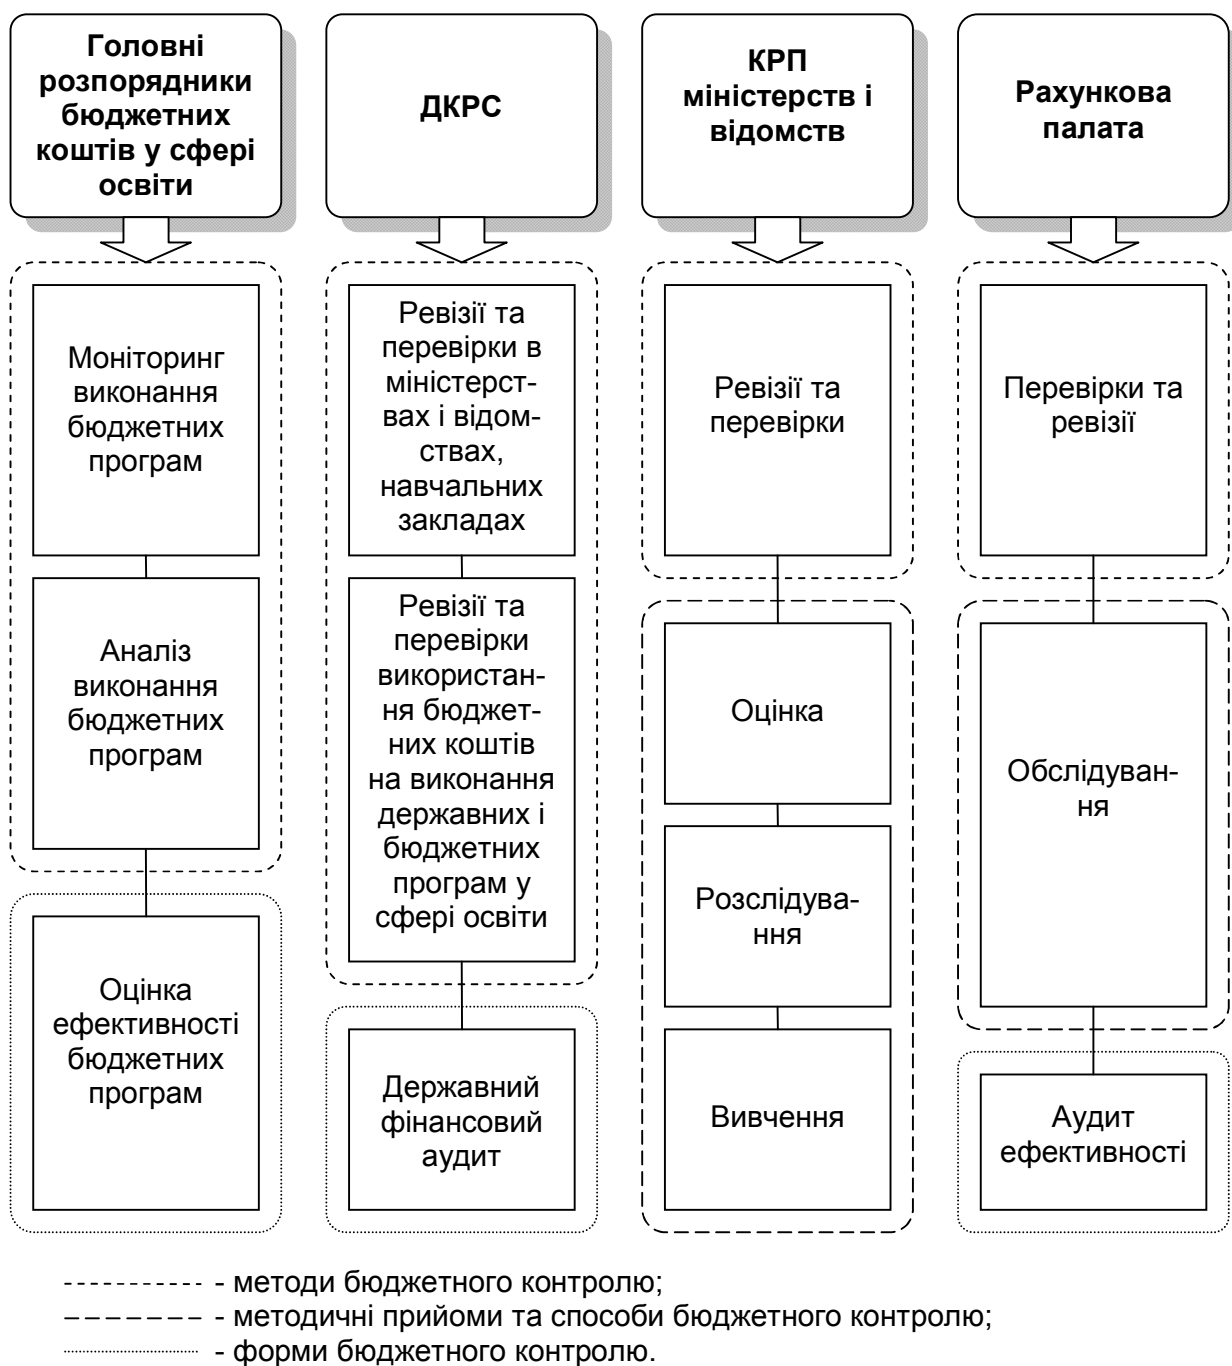 Головні
розпорядники
бюджетних
коштів у сфері
освіти
ДКРС
КРП
міністерств і
відомств
Рахункова
палата
Моніторинг
виконання
бюджетних
програм
Аналіз
виконання
бюджетних
програм
Оцінка
ефективності
бюджетних
програм
Ревізії та
перевірки в
міністерст-
вах і відом-
ствах,
навчальних
закладах
Ревізії та
перевірки
використан-
ня бюджет-
них коштів
на виконання
державних і
бюджетних
програм у
сфері освіти
Державний
фінансовий
аудит
Ревізії та
перевірки
Оцінка
Розслідува-
ння
Вивчення
Перевірки та
ревізії
Обслідуван-
ня
Аудит
ефективності
- методи бюджетного контролю;
- методичні прийоми та способи бюджетного контролю;
- форми бюджетного контролю.